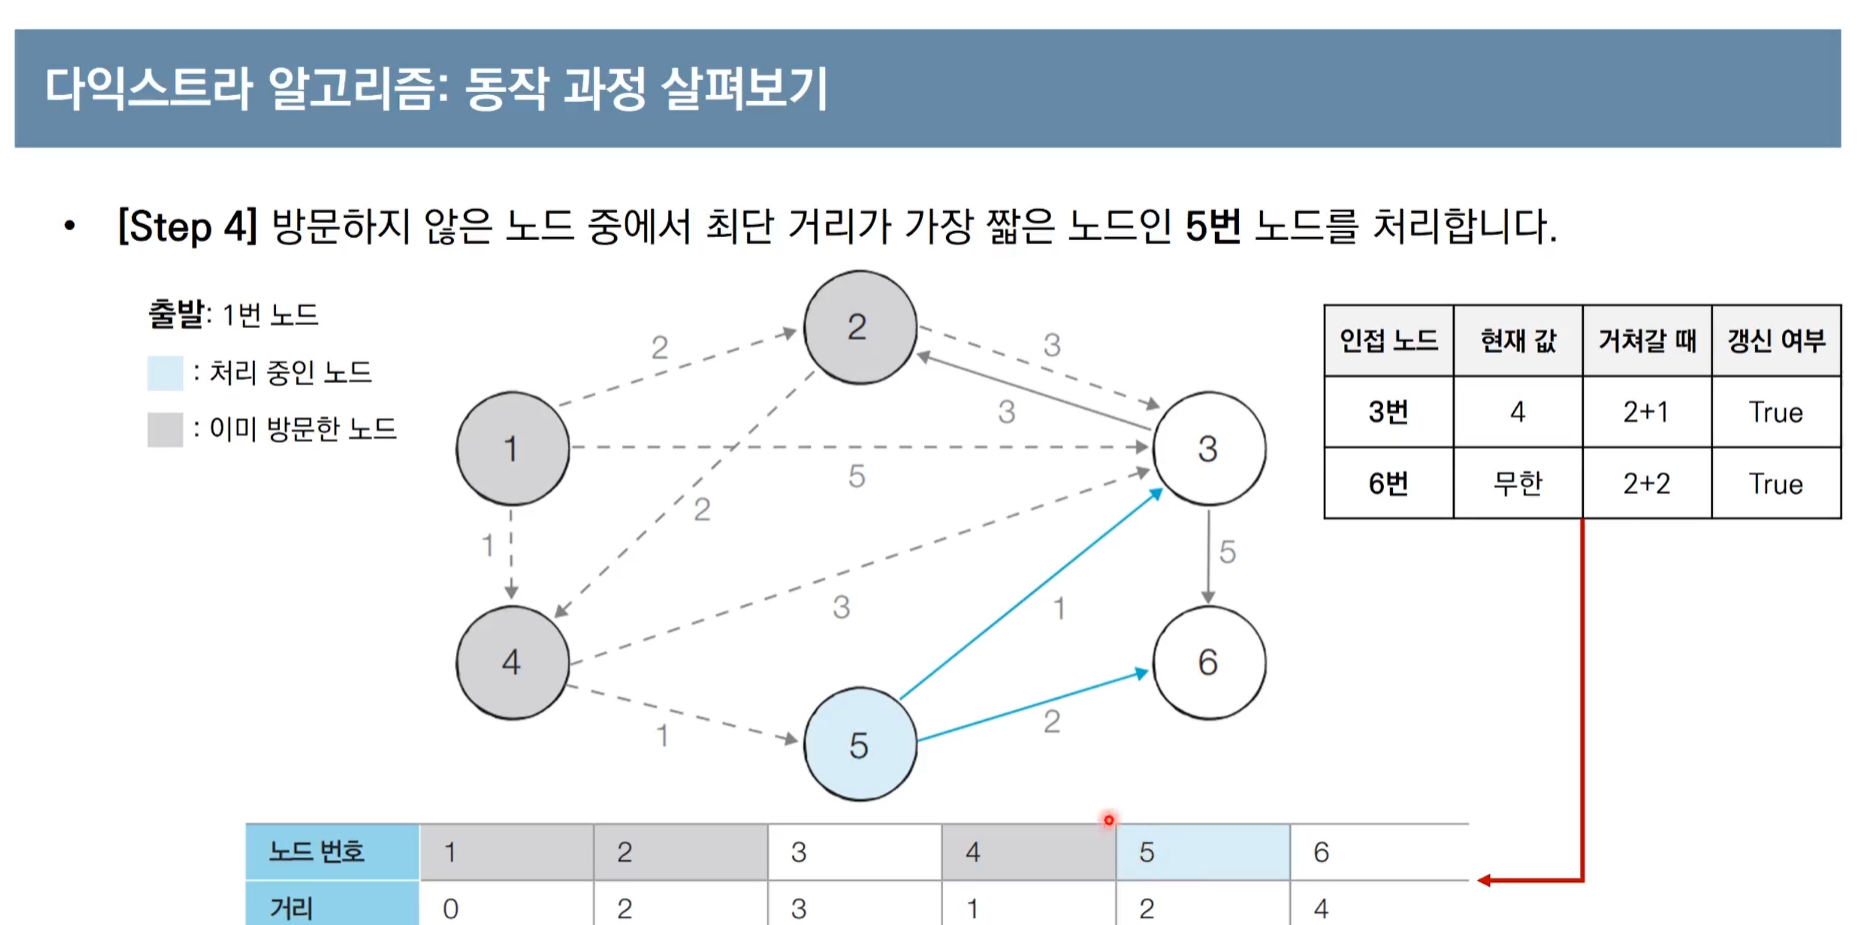 다익스트라 알고리즘: 동작 과정 살펴보기
• [Step 4] 방문하지 않은 노드 중에서 최단 거리가 가장 짧은 노드인 5번 노드를 처리합니다.
출발: 1번 노드
: 처리 중인 노드
: 이미 방문한 노드
2
2
3
3
1
5
3
2
1
5
3
1
4
6
1
5
2
인접 노드 현재 값 거쳐갈 때 갱신 여부
3번 4 2+1 True
6번 무한 2+2 True
노드 번호 1 2 3 4 5 6
거리 0 2 3 1 2 4